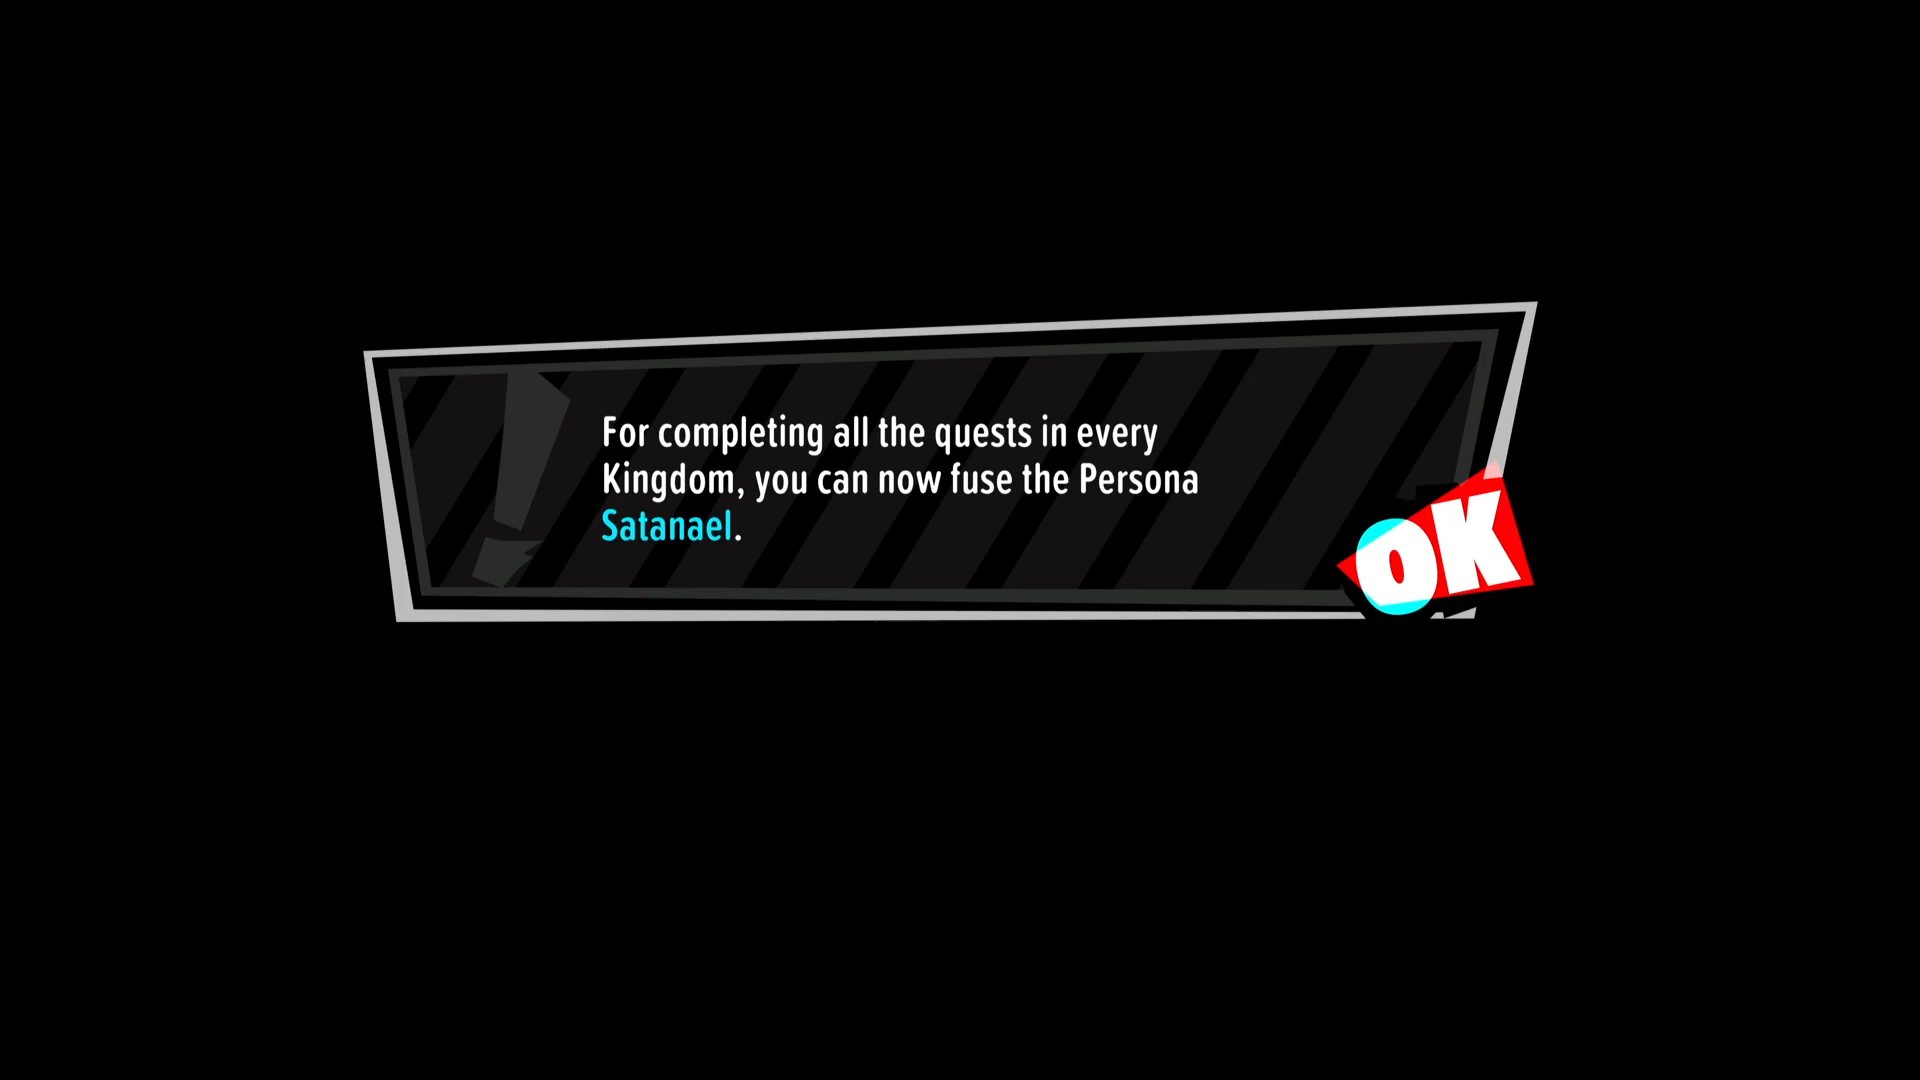 For completing all the quests in every
Kingdom, you can now fuse the Persona
Satanael.
OK